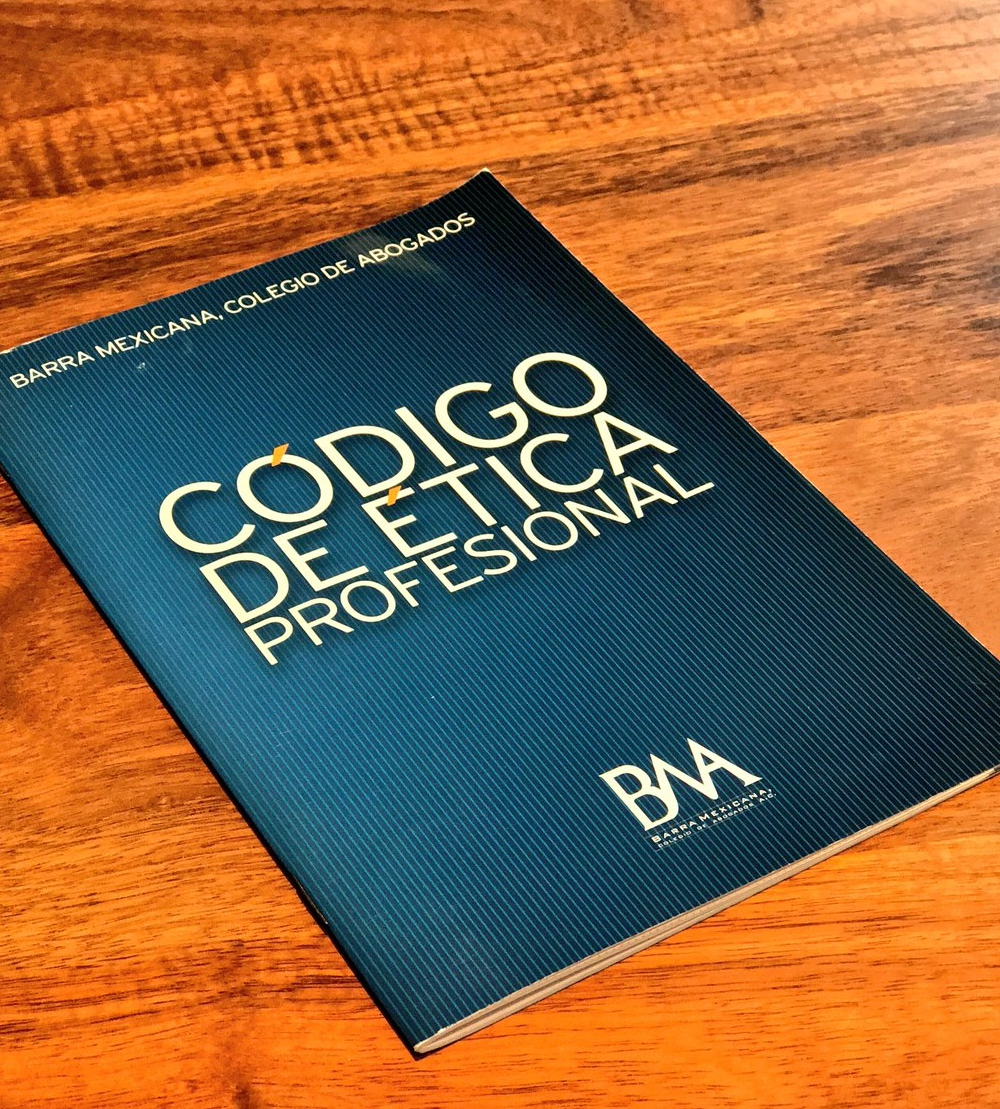 BARRA MEXICANA, COLEGIO DE ABOGADOS
CÓDIGO
DE ÉTICA
PROFESIONAL
BMA
BARRA MEXICANA,
COLEGIO DE ABOGADOS, A.C.